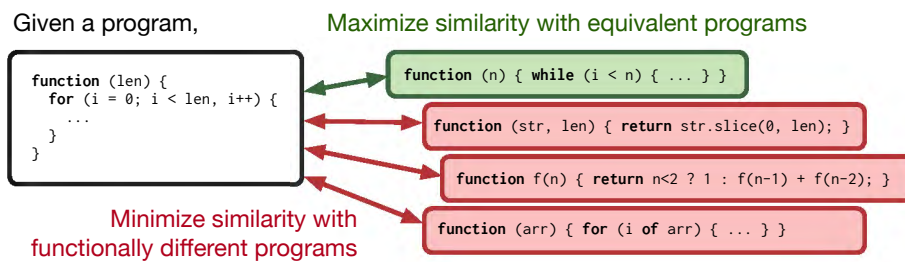 Given a program,
Maximize similarity with equivalent programs
function (len) {
for (i = 0; i < len, i++) {
...
}
}
function (n) { while (i < n) { ... } }
function (str, len) { return str.slice(0, len); }
function f(n) { return n<2 ? 1 : f(n-1) + f(n-2); }
function (arr) { for (i of arr) { ... } }
Minimize similarity with
functionally different programs